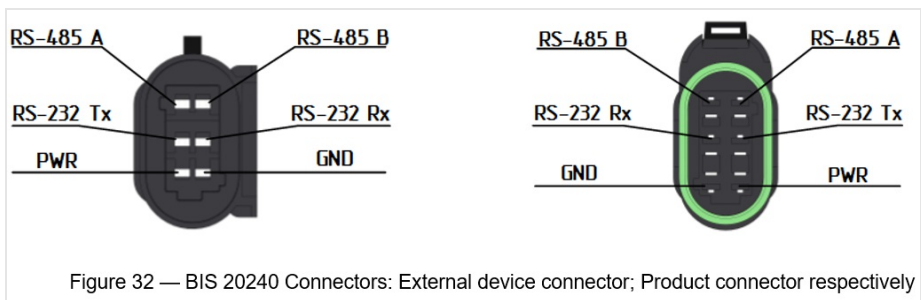 RS-485 A
RS-485 B
RS-232 Tx
RS-232 Rx
PWR
GND
RS-485 B
RS-485 A
RS-232 Rx
RS-232 Tx
GND
PWR
Figure 32 — BIS 20240 Connectors: External device connector; Product connector respectively